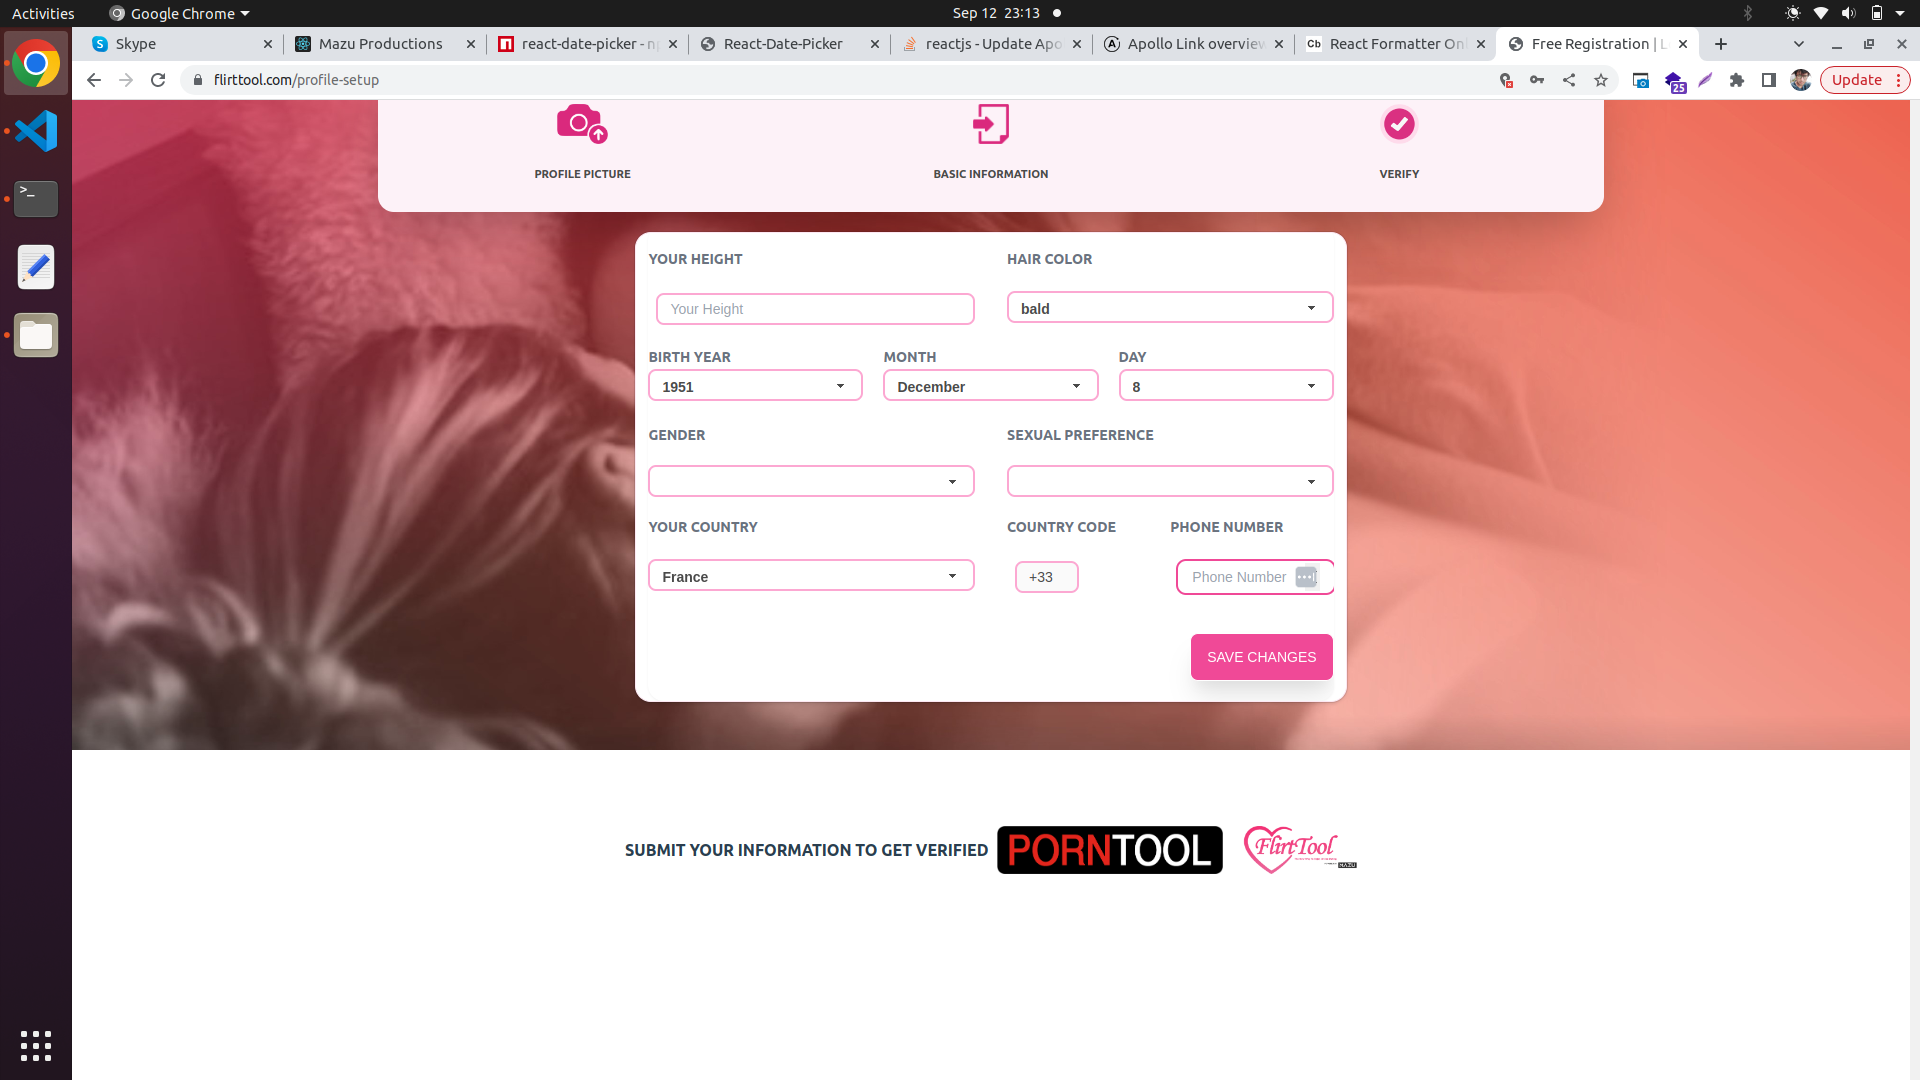 Activities
Google Chrome
Sep 12 23:13
Skype
Mazu Productions
react-date-picker - n
React-Date-Picker
reactjs - Update Apo
Apollo Link overview
Cb
React Formatter On
Free Registration | L
flirttool.com/profile-setup
25
Update
PROFILE PICTURE
BASIC INFORMATION
VERIFY
YOUR HEIGHT
HAIR COLOR
Your Height
bald
BIRTH YEAR
MONTH
DAY
1951
December
8
GENDER
SEXUAL PREFERENCE
YOUR COUNTRY
COUNTRY CODE
PHONE NUMBER
France
+33
Phone Number
SAVE CHANGES
SUBMIT YOUR INFORMATION TO GET VERIFIED
PORNTOOL
FlirtTool